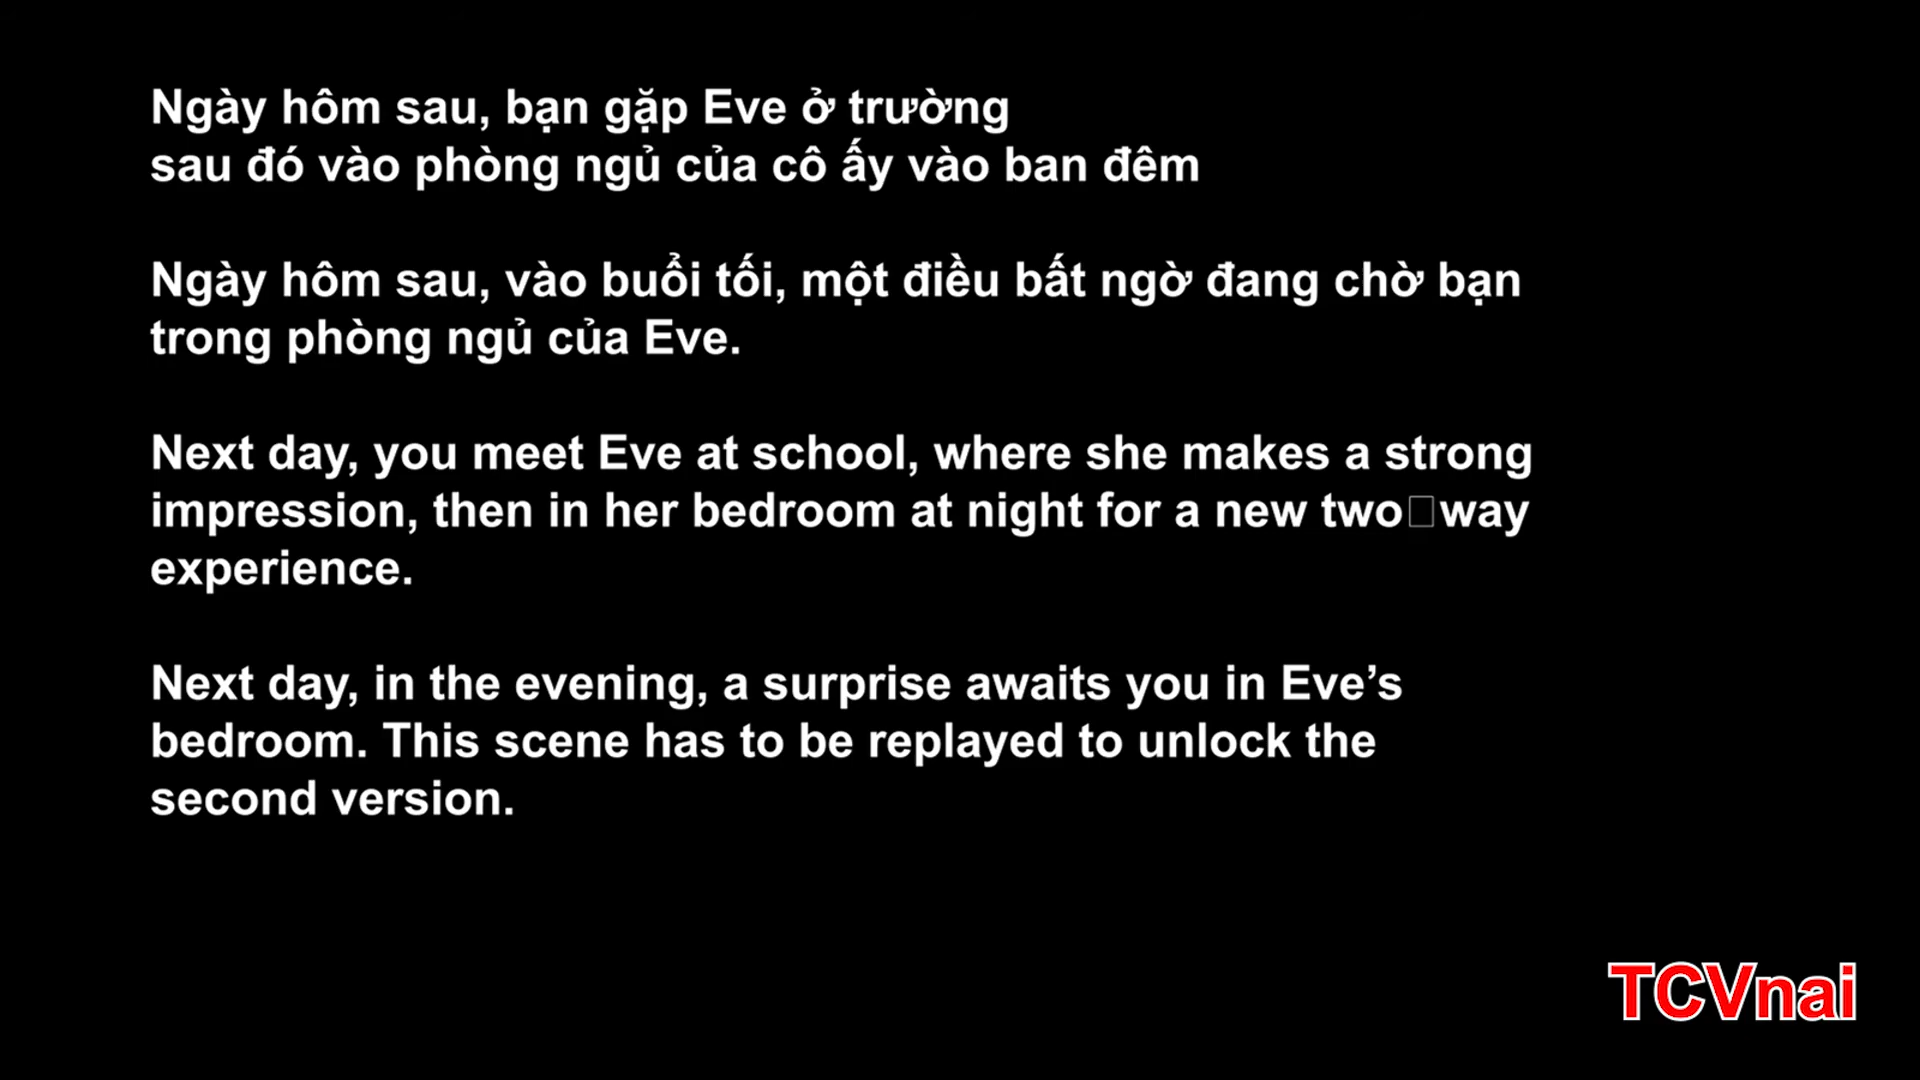 Ngày hôm sau, bạn gặp Eve ở trường
sau đó vào phòng ngủ của cô ấy vào ban đêm
Ngày hôm sau, vào buổi tối, một điều bất ngờ đang chờ bạn
trong phòng ngủ của Eve.
Next day, you meet Eve at school, where she makes a strong
impression, then in her bedroom at night for a new two□way
experience.
Next day, in the evening, a surprise awaits you in Eve’s
bedroom. This scene has to be replayed to unlock the
second version.
TCVnai